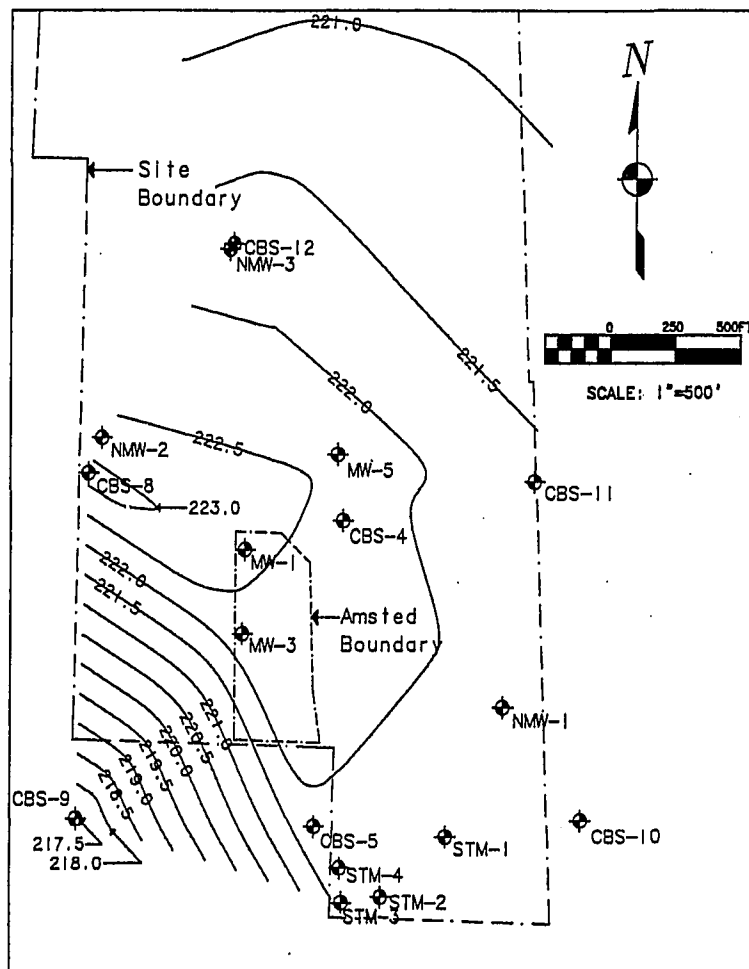 221.0
N
Site
Boundary
CBS-12
NMW-3
0 250 500FT
SCALE: 1"=500'
221.5
222.0
NMW-2
222.5
MW-5
CBS-8
223.0
CBS-11
CBS-4
MW-1
222.0
221.5
Amsted
Boundary
MW-3
221.0
220.5
220.0
219.5
219.0
NMW-1
CBS-9
217.5
218.0
CBS-5
STM-1
CBS-10
STM-4
STM-2
STM-3